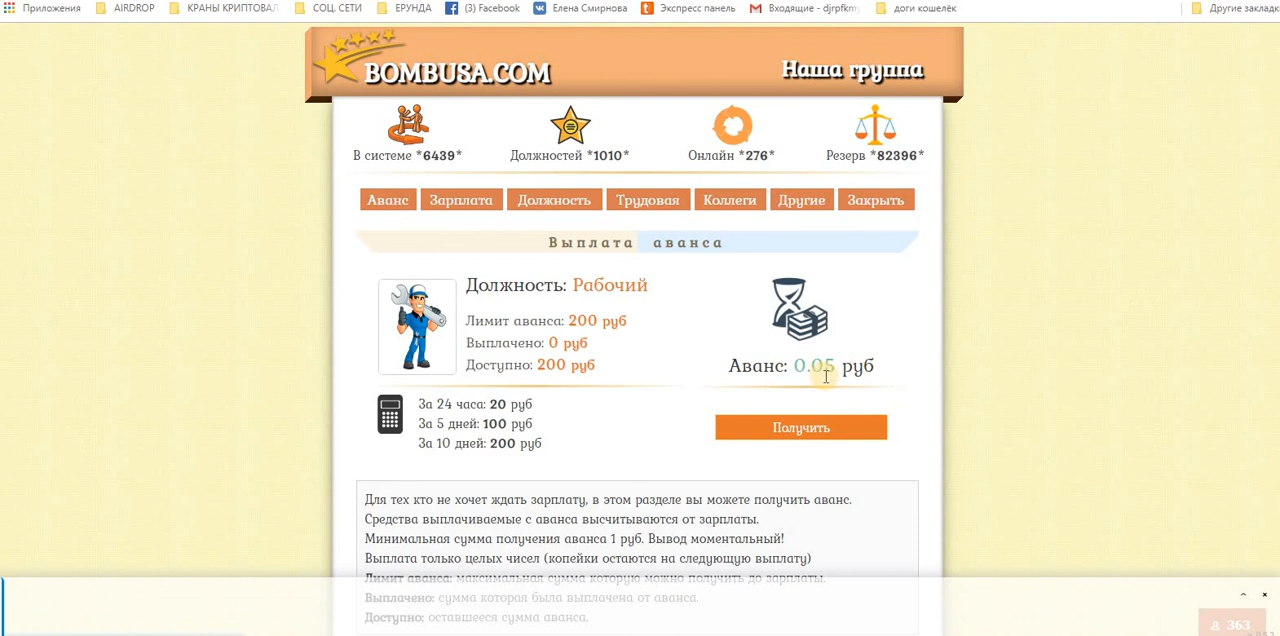 Приложения AIRDROP КРАНЫ КРИПТОВАЛ СОЦ. СЕТИ ЕРУНДА (3) Facebook Елена Смирнова Экспресс панель Входящие - djrpfkm доги кошелёк Другие закладк
BOMBUSA.COM Наша группа
В системе *6439* Должностей *1010* Онлайн *276* Резерв *82396*
Аванс Зарплата Должность Трудовая Коллеги Другие Закрыть
Выплата аванса
Должность: Рабочий
Лимит аванса: 200 руб
Выплачено: 0 руб
Доступно: 200 руб
Аванс: 0.05 руб
За 24 часа: 20 руб
За 5 дней: 100 руб
За 10 дней: 200 руб
Получить
Для тех кто не хочет ждать зарплату, в этом разделе вы можете получить аванс.
Средства выплачиваемые с аванса высчитываются от зарплаты.
Минимальная сумма получения аванса 1 руб. Вывод моментальный!
Выплата только целых чисел (копейки остаются на следующую выплату)
Лимит аванса: максимальная сумма которую можно получить до зарплаты.
Выплачено: сумма которая была выплачена от аванса.
Доступно: оставшееся сумма аванса.
363